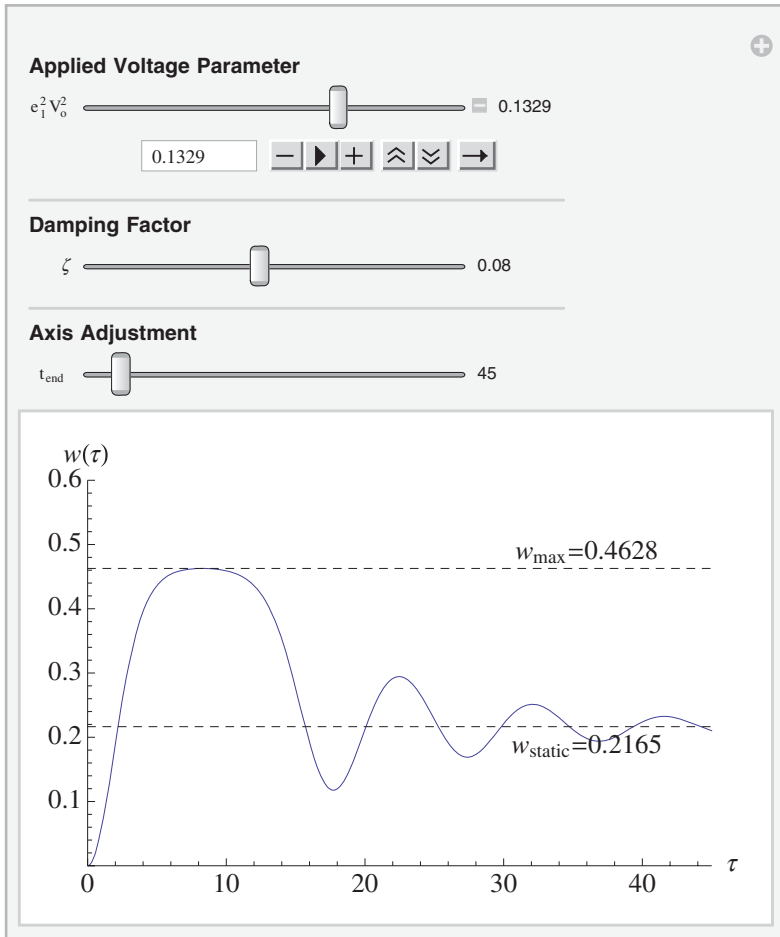 Applied Voltage Parameter
e₁²Vₒ² 0.1329
0.1329
Damping Factor
ζ 0.08
Axis Adjustment
t_end 45
w(τ)
0.6
0.5
w_max=0.4628
0.4
0.3
0.2
w_static=0.2165
0.1
0 10 20 30 40 τ